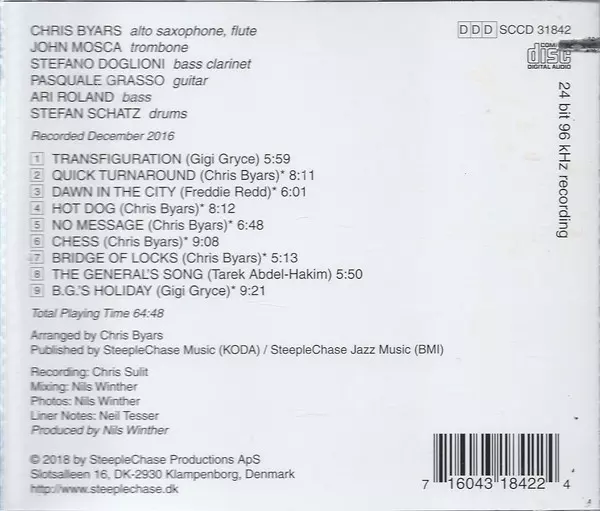 CHRIS BYARS alto saxophone, flute
JOHN MOSCA trombone
STEFANO DOGLIONI bass clarinet
PASQUALE GRASSO guitar
ARI ROLAND bass
STEFAN SCHATZ drums
Recorded December 2016
1 TRANSFIGURATION (Gigi Gryce) 5:59
2 QUICK TURNAROUND (Chris Byars)* 8:11
3 DAWN IN THE CITY (Freddie Redd)* 6:01
4 HOT DOG (Chris Byars)* 8:12
5 NO MESSAGE (Chris Byars)* 6:48
6 CHESS (Chris Byars)* 9:08
7 BRIDGE OF LOCKS (Chris Byars)* 5:13
8 THE GENERAL'S SONG (Tarek Abdel-Hakim) 5:50
9 B.G.'S HOLIDAY (Gigi Gryce)* 9:21
Total Playing Time 64:48
Arranged by Chris Byars
Published by SteepleChase Music (KODA) / SteepleChase Jazz Music (BMI)
Recording: Chris Sulit
Mixing: Nils Winther
Photos: Nils Winther
Liner Notes: Neil Tesser
Produced by Nils Winther
© 2018 by SteepleChase Productions ApS
Slotsalleen 16, DK-2930 Klampenborg, Denmark
http://www.steeplechase.dk
DDD SCCD 31842
COMPACT
disc
DIGITAL AUDIO
24 bit 96 kHz recording
7 16043 18422 4